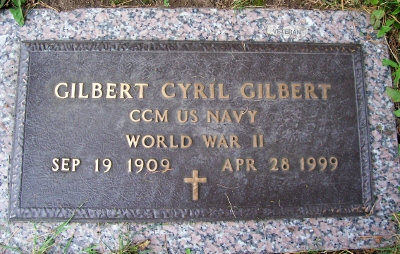 GILBERT CYRIL GILBERT
CCM US NAVY
WORLD WAR II
SEP 19 1909 APR 28 1999